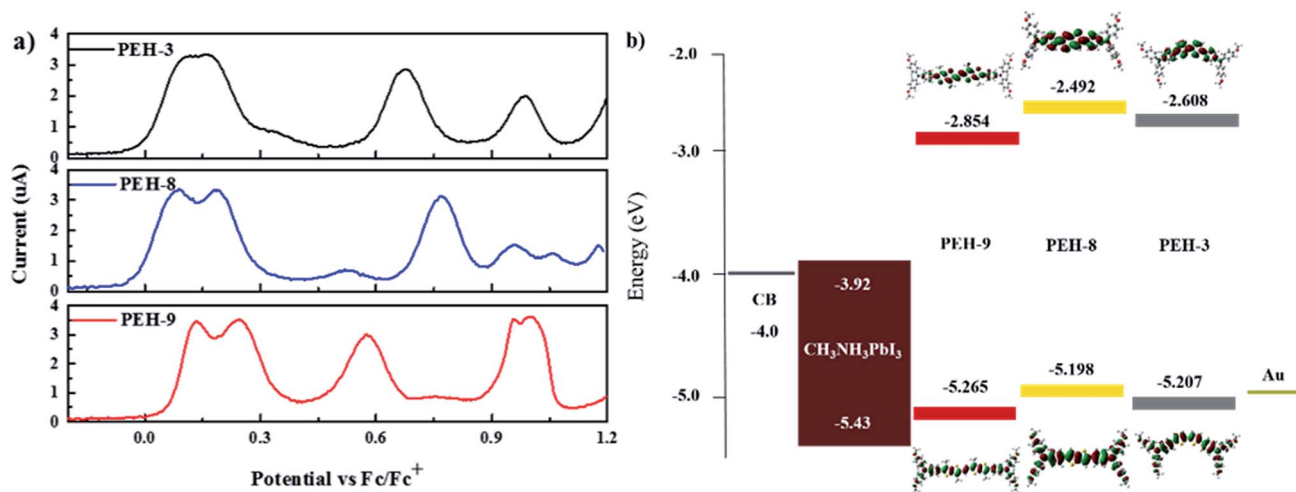 a)
PEH-3
4
3
2
1
0
PEH-8
4
3
2
1
0
PEH-9
4
3
2
1
0
0.0 0.3 0.6 0.9 1.2
Current (uA)
Potential vs Fc/Fc⁺
b)
-2.0
-3.0
-4.0
-5.0
Energy (eV)
-2.854
-2.492
-2.608
PEH-9
PEH-8
PEH-3
CB
-4.0
-3.92
CH₃NH₃PbI₃
-5.43
-5.265
-5.198
-5.207
Au